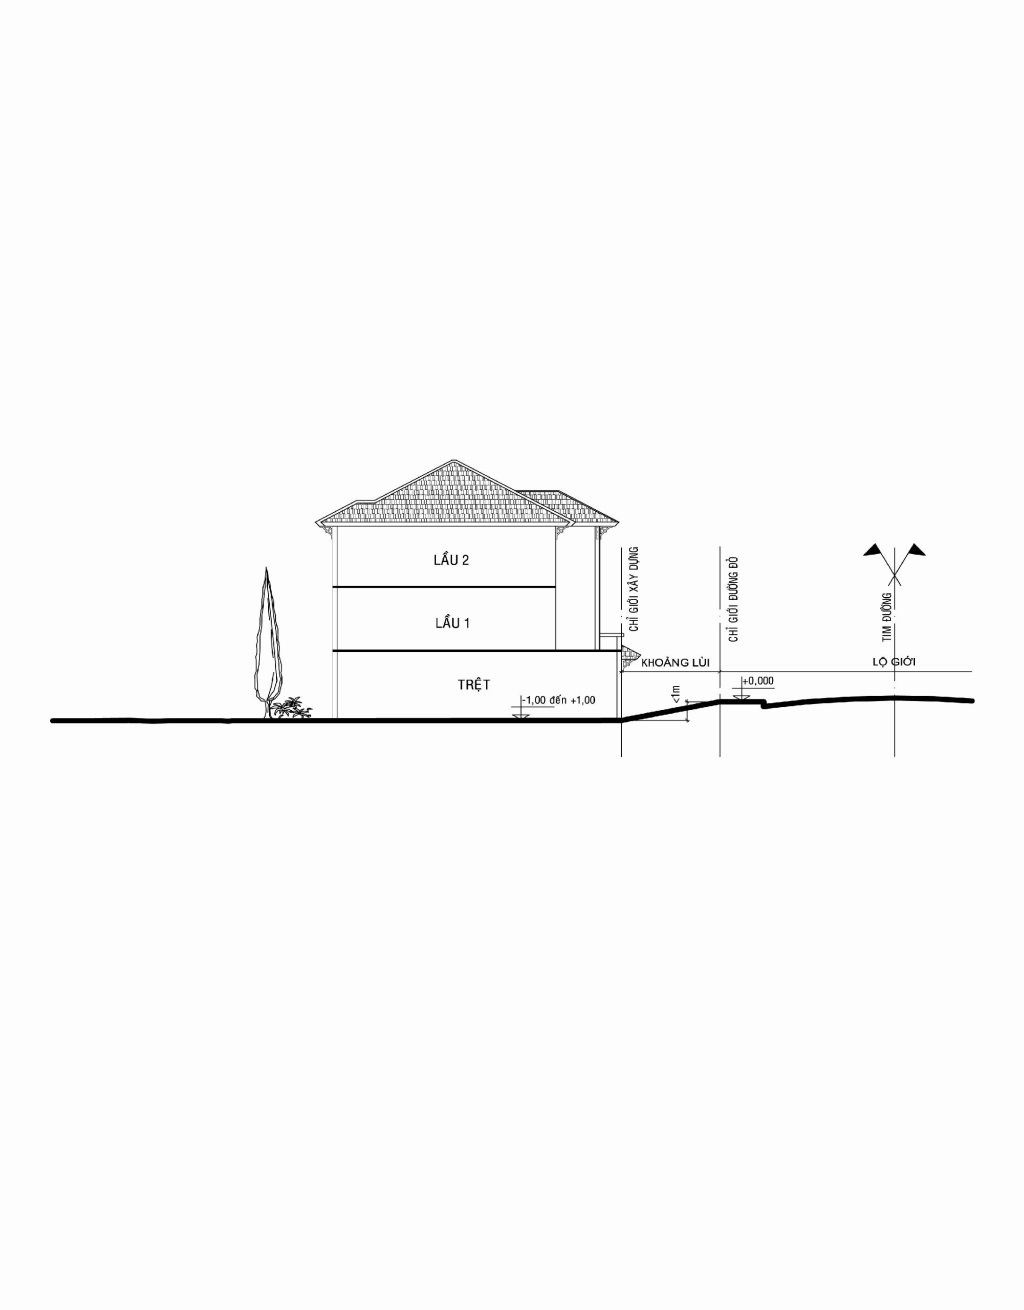 LẦU 2
LẦU 1
TRỆT
-1,00 đến +1,00
CHỈ GIỚI XÂY DỰNG
KHOẢNG LÙI
<1m
CHỈ GIỚI ĐƯỜNG ĐỎ
+0,000
TIM ĐƯỜNG
LỘ GIỚI